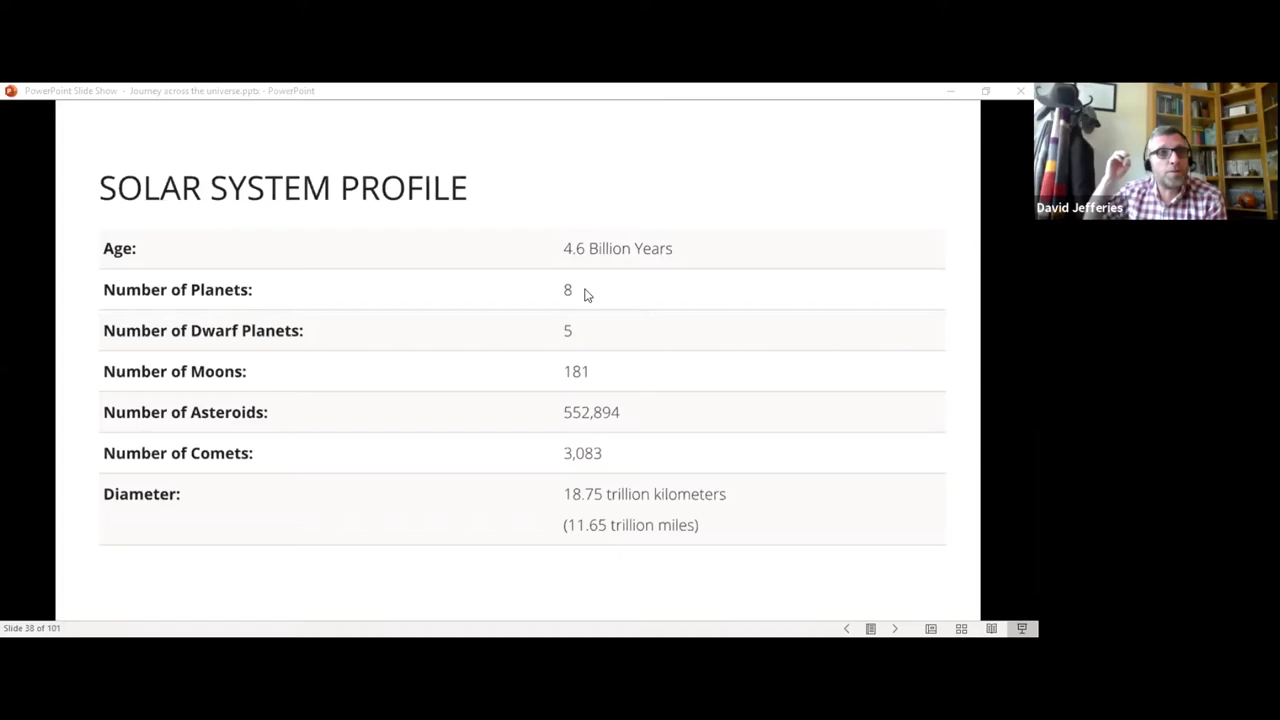 PowerPoint Slide Show - Journey across the universe.pptx - PowerPoint
David Jefferies
SOLAR SYSTEM PROFILE
Age: 4.6 Billion Years
Number of Planets: 8
Number of Dwarf Planets: 5
Number of Moons: 181
Number of Asteroids: 552,894
Number of Comets: 3,083
Diameter: 18.75 trillion kilometers
(11.65 trillion miles)
Slide 38 of 101